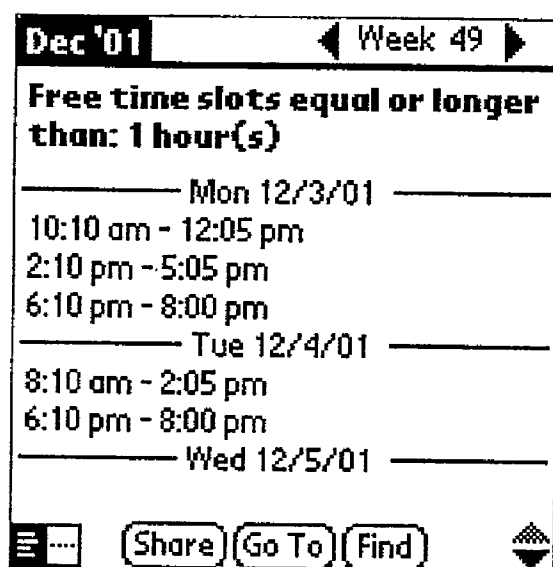 Dec '01 Week 49
Free time slots equal or longer
than: 1 hour(s)
Mon 12/3/01
10:10 am - 12:05 pm
2:10 pm - 5:05 pm
6:10 pm - 8:00 pm
Tue 12/4/01
8:10 am - 2:05 pm
6:10 pm - 8:00 pm
Wed 12/5/01
Share Go To Find